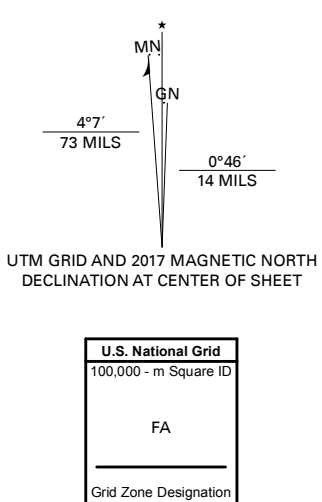 ★
MN
GN
4°7´
73 MILS
0°46´
14 MILS
UTM GRID AND 2017 MAGNETIC NORTH
DECLINATION AT CENTER OF SHEET
U.S. National Grid
100,000 - m Square ID
FA
Grid Zone Designation